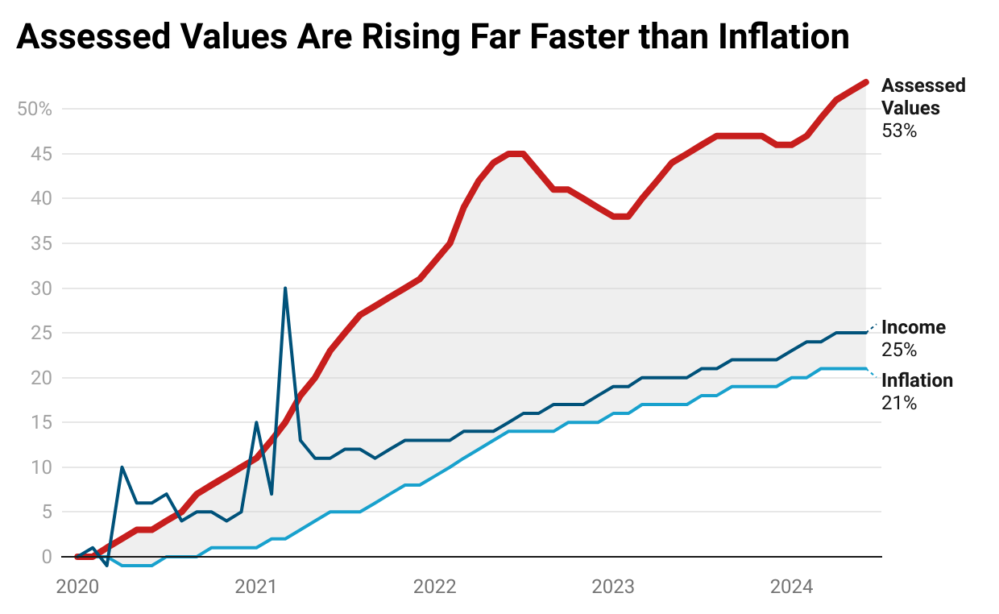 Assessed Values Are Rising Far Faster than Inflation
Assessed
Values
53%
50%
45
40
35
30
25
20
15
10
5
0
Income
25%
Inflation
21%
2020 2021 2022 2023 2024